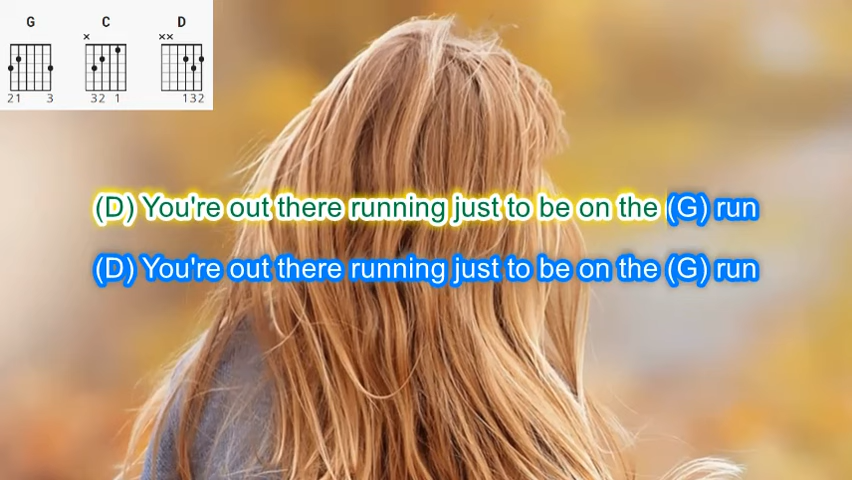 G C D
× ××
21 3 32 1 132
(D) You're out there running just to be on the (G) run
(D) You're out there running just to be on the (G) run